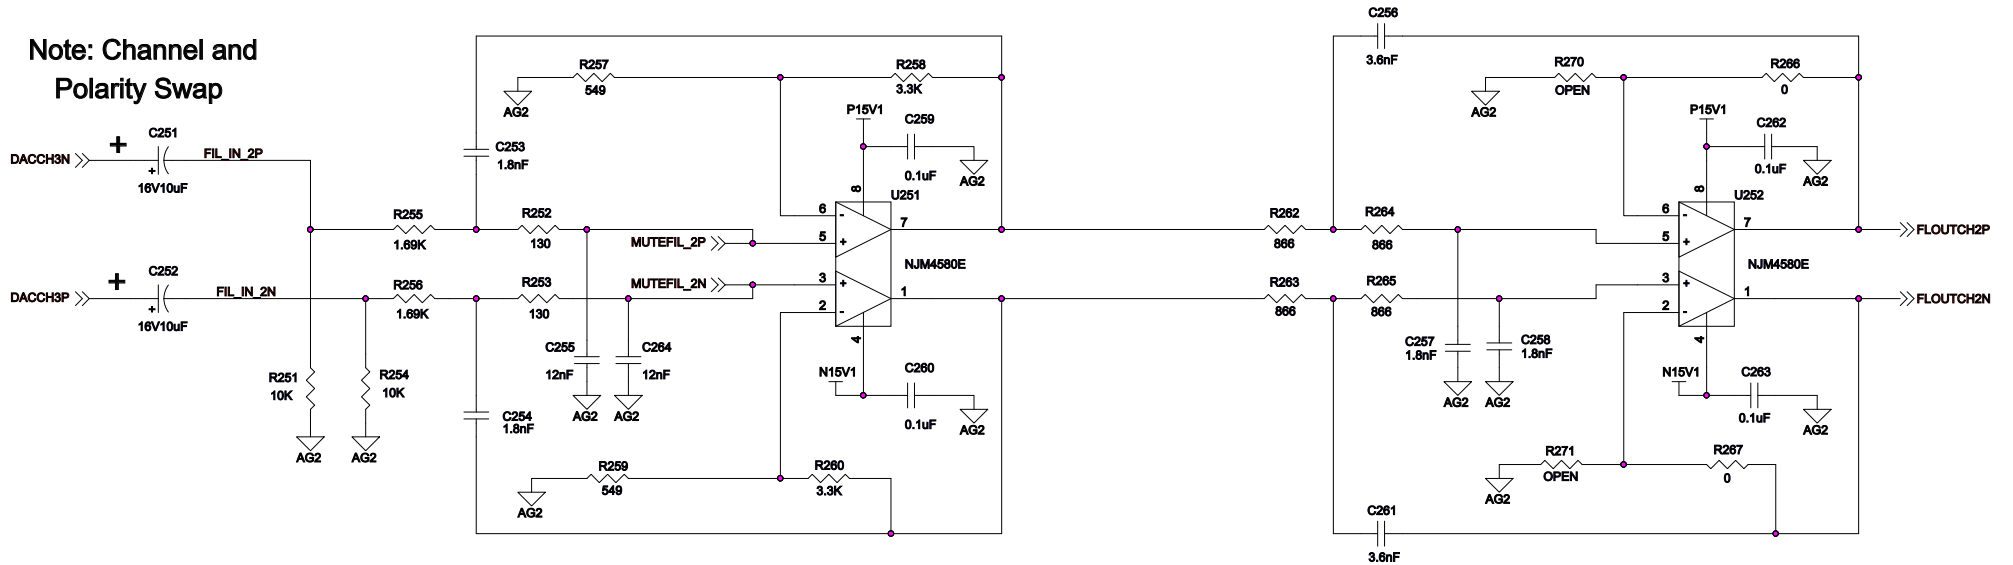 Note: Channel and
Polarity Swap
DACCH3N
+
C251
+
16V10uF
FIL_IN_2P
DACCH3P
+
C252
+
16V10uF
FIL_IN_2N
R251
10K
AG2
R254
10K
AG2
R255
1.69K
R256
1.69K
C253
1.8nF
C254
1.8nF
R252
130
R253
130
C255
12nF
AG2
C264
12nF
AG2
R257
549
AG2
R258
3.3K
R259
549
AG2
R260
3.3K
MUTEFIL_2P
MUTEFIL_2N
P15V1
C259
0.1uF
AG2
U251
8
6
-
5
+
7
NJM4580E
3
+
2
-
1
4
N15V1
C260
0.1uF
AG2
R262
866
R264
866
R263
866
R265
866
C256
3.6nF
C261
3.6nF
C257
1.8nF
AG2
C258
1.8nF
AG2
R270
OPEN
AG2
R266
0
R271
OPEN
AG2
R267
0
P15V1
C262
0.1uF
AG2
U252
8
6
-
5
+
7
NJM4580E
3
+
2
-
1
4
N15V1
C263
0.1uF
AG2
FLOUTCH2P
FLOUTCH2N